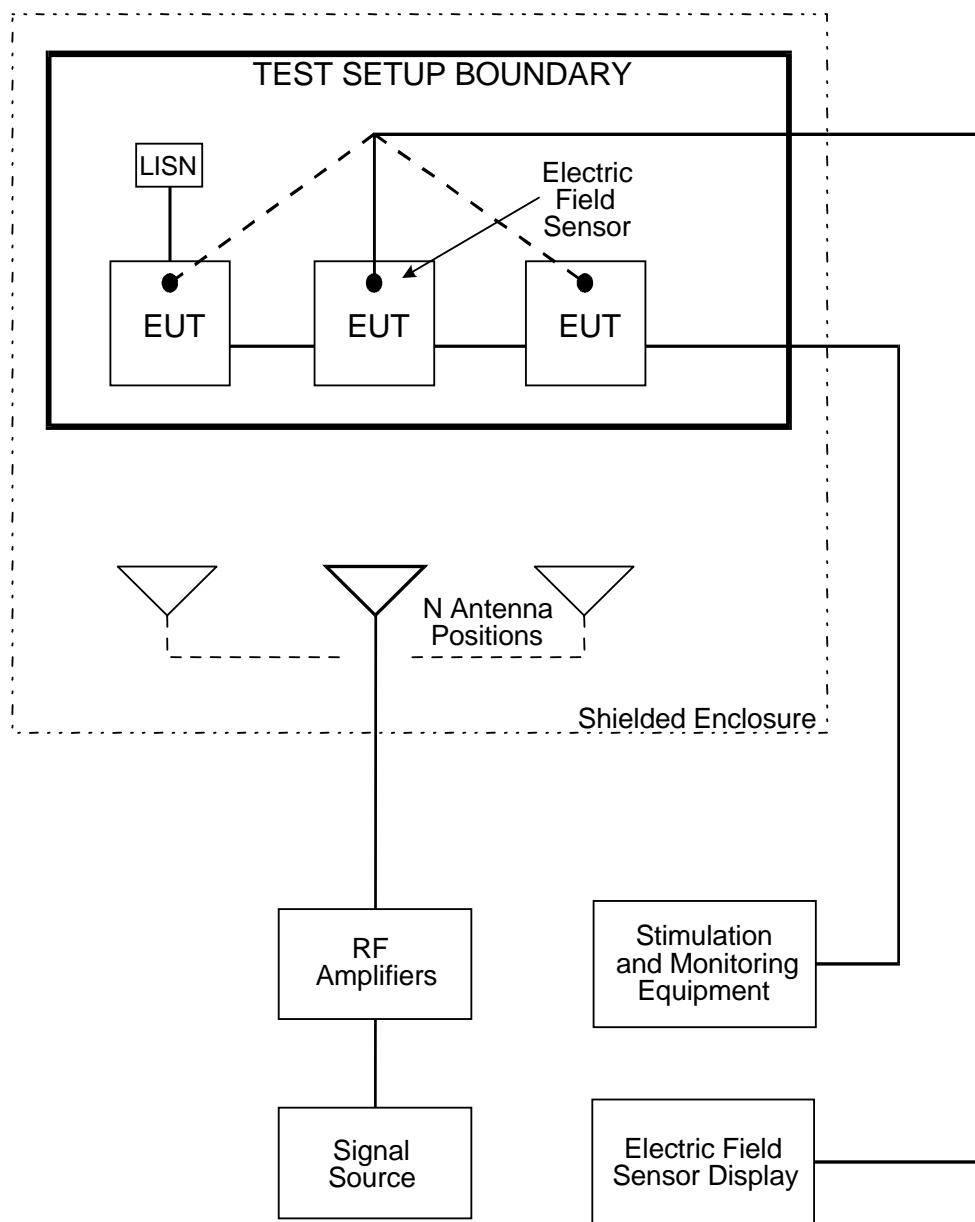 TEST SETUP BOUNDARY
LISN
Electric
Field
Sensor
EUT
EUT
EUT
N Antenna
Positions
Shielded Enclosure
RF
Amplifiers
Stimulation
and Monitoring
Equipment
Signal
Source
Electric Field
Sensor Display